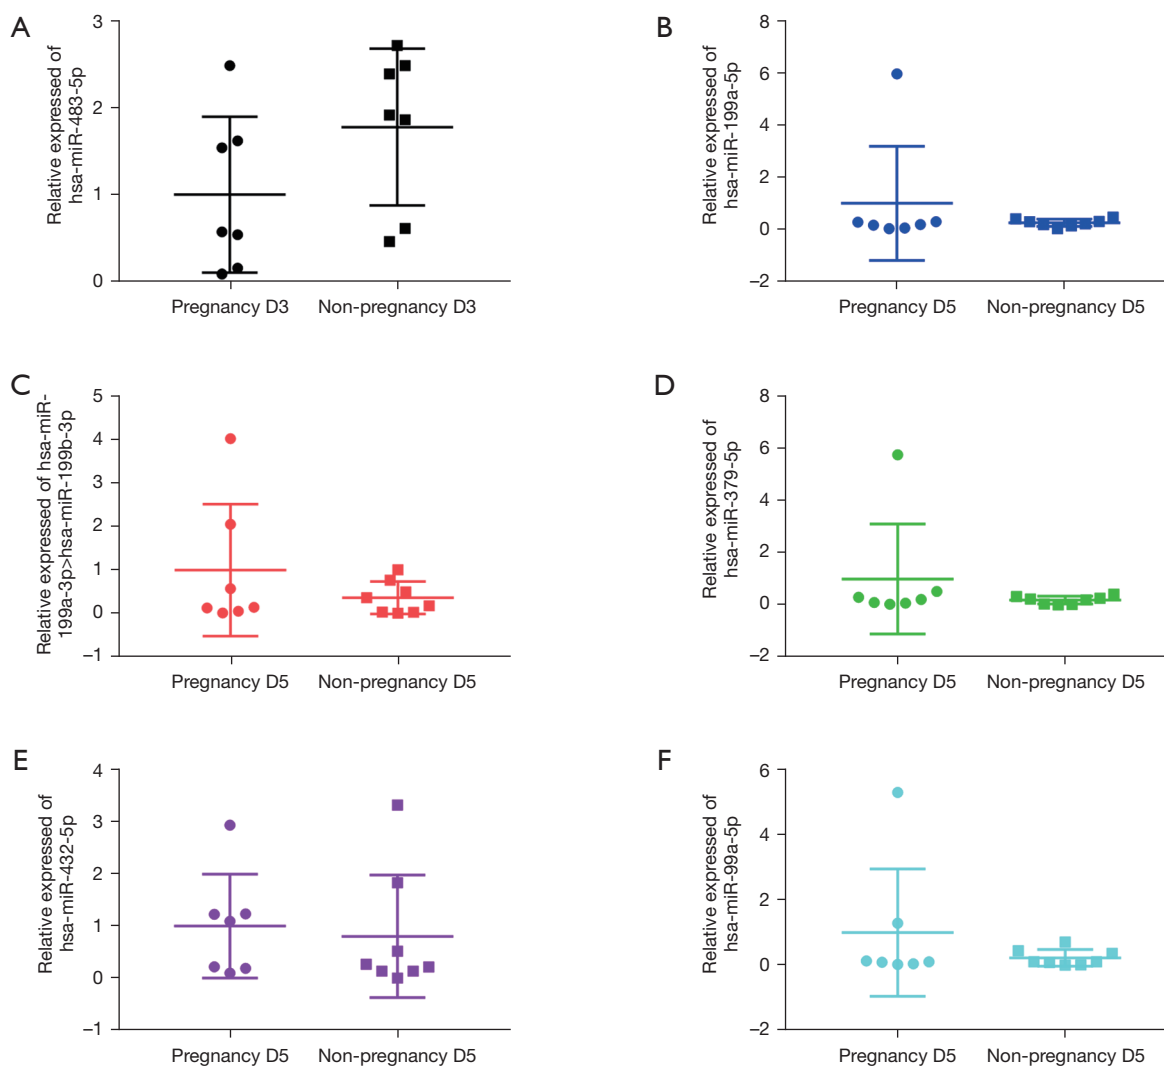 A
Relative expressed of
hsa-miR-483-5p
3
2
1
0
Pregnancy D3
Non-pregnancy D3
B
Relative expressed of
hsa-miR-199a-5p
8
6
4
2
0
–2
Pregnancy D5
Non-pregnancy D5
C
Relative expressed of hsa-miR-
199a-3p>hsa-miR-199b-3p
5
4
3
2
1
0
–1
Pregnancy D5
Non-pregnancy D5
D
Relative expressed of
hsa-miR-379-5p
8
6
4
2
0
–2
Pregnancy D5
Non-pregnancy D5
E
Relative expressed of
hsa-miR-432-5p
4
3
2
1
0
–1
Pregnancy D5
Non-pregnancy D5
F
Relative expressed of
hsa-miR-99a-5p
6
4
2
0
–2
Pregnancy D5
Non-pregnancy D5